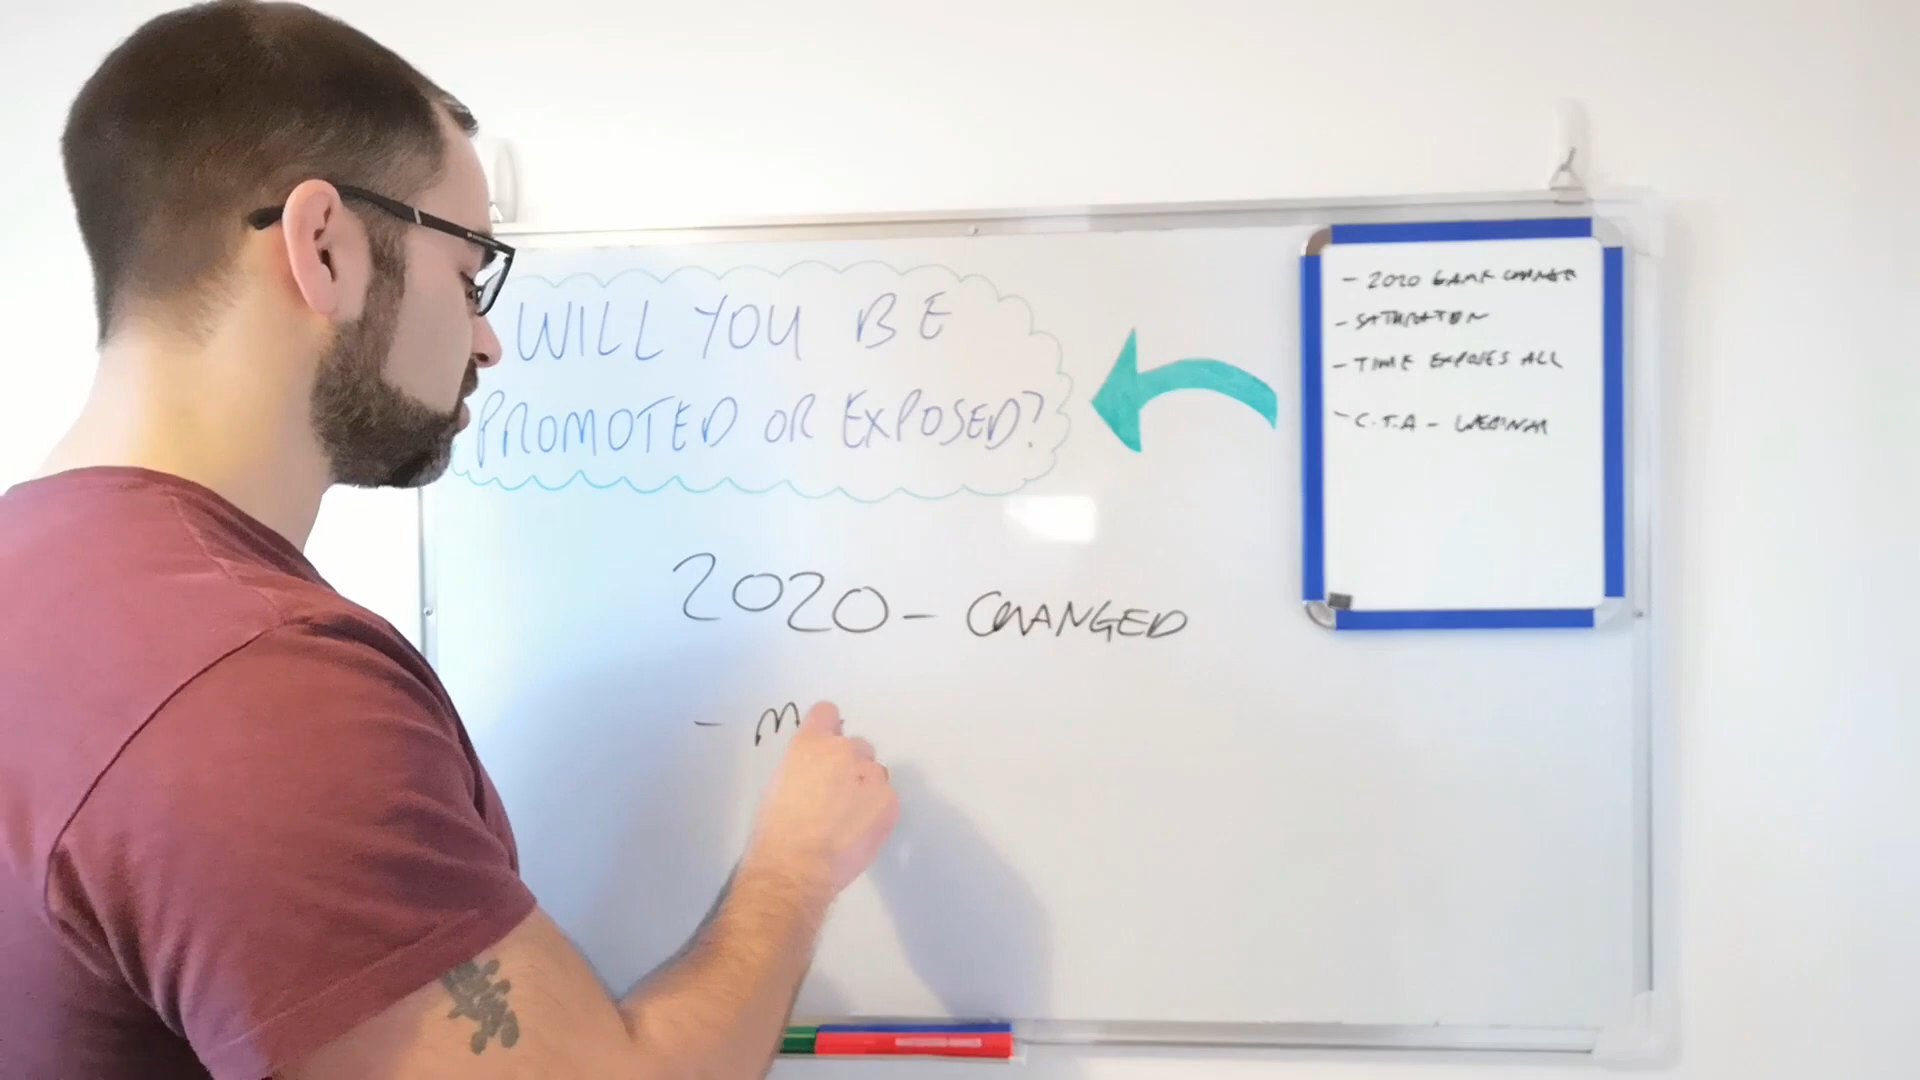 WILL YOU BE
PROMOTED OR EXPOSED?
2020 - CHANGED
- M
- 2020 GAME CHANGER
- SATURATION
- TIME EXPOSES ALL
- C.T.A - WEBINAR